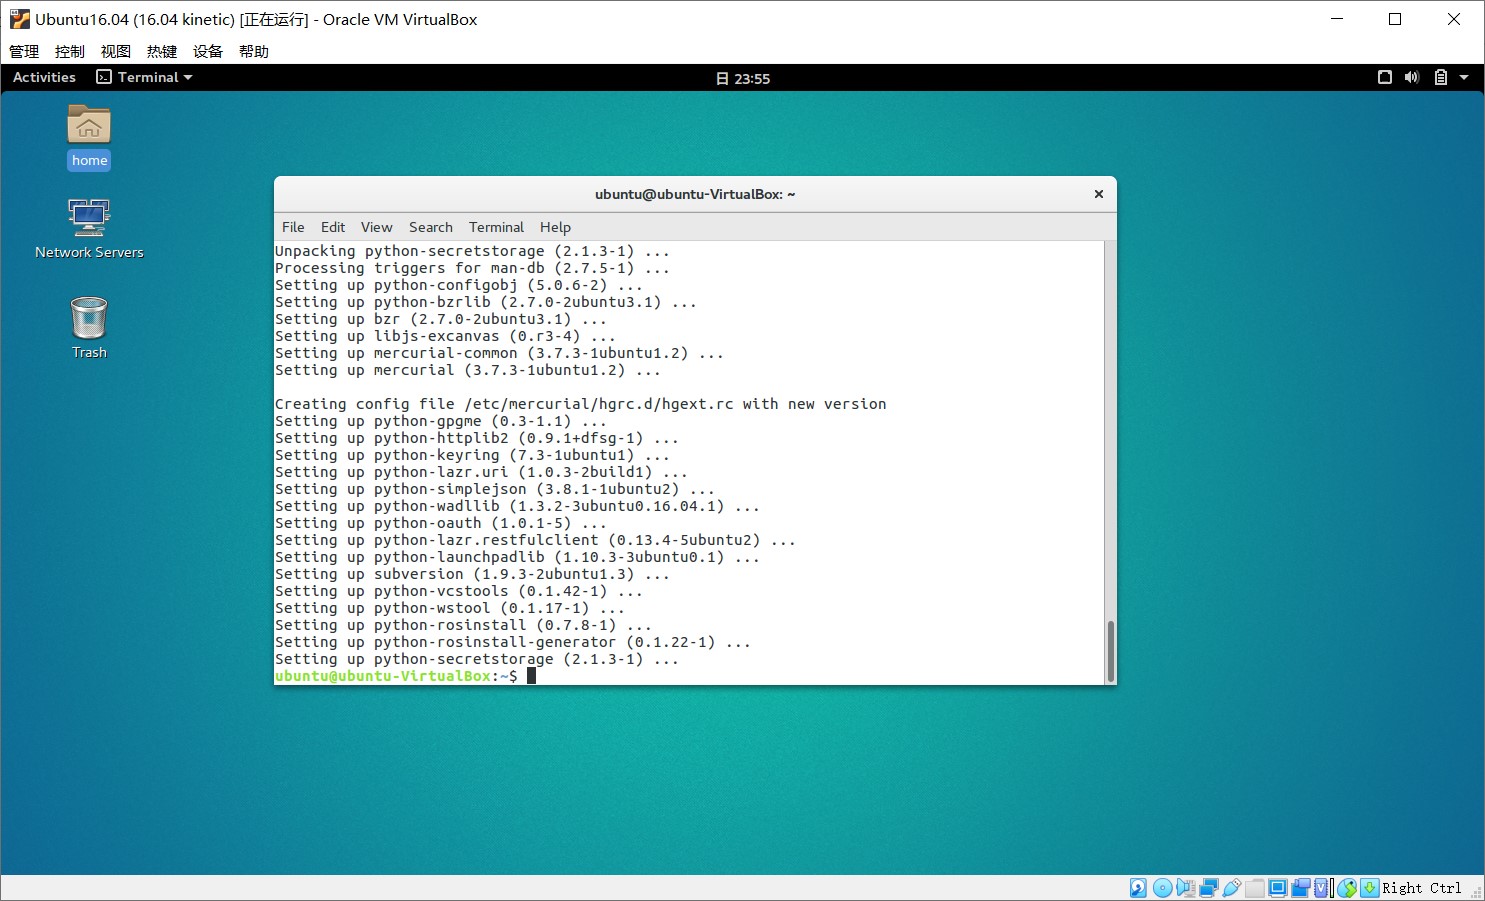 Ubuntu16.04 (16.04 kinetic) [正在运行] - Oracle VM VirtualBox
管理 控制 视图 热键 设备 帮助
Activities Terminal 日 23:55
home
Network Servers
Trash
ubuntu@ubuntu-VirtualBox: ~
File Edit View Search Terminal Help
Unpacking python-secretstorage (2.1.3-1) ...
Processing triggers for man-db (2.7.5-1) ...
Setting up python-configobj (5.0.6-2) ...
Setting up python-bzrlib (2.7.0-2ubuntu3.1) ...
Setting up bzr (2.7.0-2ubuntu3.1) ...
Setting up libjs-excanvas (0.r3-4) ...
Setting up mercurial-common (3.7.3-1ubuntu1.2) ...
Setting up mercurial (3.7.3-1ubuntu1.2) ...
Creating config file /etc/mercurial/hgrc.d/hgext.rc with new version
Setting up python-gpgme (0.3-1.1) ...
Setting up python-httplib2 (0.9.1+dfsg-1) ...
Setting up python-keyring (7.3-1ubuntu1) ...
Setting up python-lazr.uri (1.0.3-2build1) ...
Setting up python-simplejson (3.8.1-1ubuntu2) ...
Setting up python-wadllib (1.3.2-3ubuntu0.16.04.1) ...
Setting up python-oauth (1.0.1-5) ...
Setting up python-lazr.restfulclient (0.13.4-5ubuntu2) ...
Setting up python-launchpadlib (1.10.3-3ubuntu0.1) ...
Setting up subversion (1.9.3-2ubuntu1.3) ...
Setting up python-vcstools (0.1.42-1) ...
Setting up python-wstool (0.1.17-1) ...
Setting up python-rosinstall (0.7.8-1) ...
Setting up python-rosinstall-generator (0.1.22-1) ...
Setting up python-secretstorage (2.1.3-1) ...
ubuntu@ubuntu-VirtualBox:~$
Right Ctrl